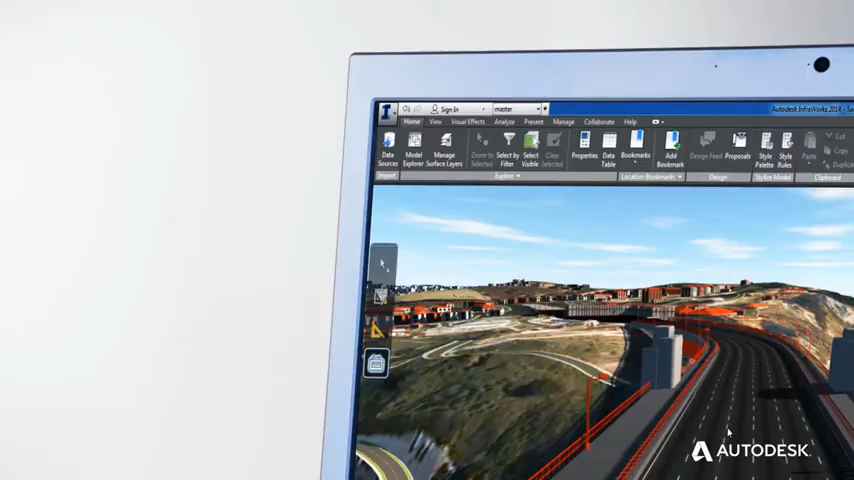 Sign In
master
Autodesk InfraWorks 2014 - Sa
Home View Visual Effects Analyze Present Manage Collaborate Help
Data Sources
Model Explorer
Manage Surface Layers
Zoom to Selected
Select by Filter
Select Visible
Clear Selected
Properties
Data Table
Bookmarks
Add Bookmark
Design Feed
Proposals
Style Palette
Style Rules
Paste
Cut
Copy
Duplicat
Import Explore Location Bookmarks Design Stylize Model Clipboard
AUTODESK.